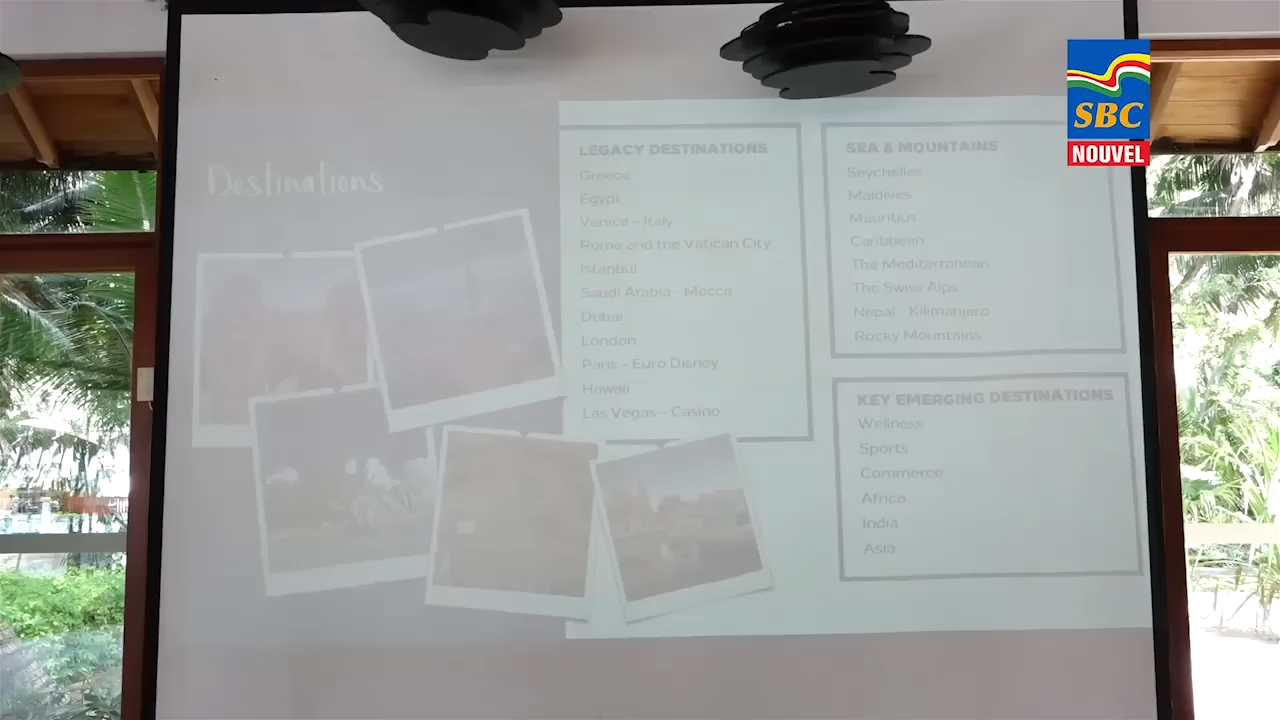 Destinations
LEGACY DESTINATIONS
Greece
Egypt
Venice – Italy
Rome and the Vatican City
Istanbul
Saudi Arabia - Mecca
Dubai
London
Paris – Euro Disney
Hawaii
Las Vegas – Casino
SEA & MOUNTAINS
Seychelles
Maldives
Mauritius
Caribbean
The Mediterranean
The Swiss Alps
Nepal - Kilimanjaro
Rocky Mountains
KEY EMERGING DESTINATIONS
Wellness
Sports
Commerce
Africa
India
Asia
SBC
NOUVEL